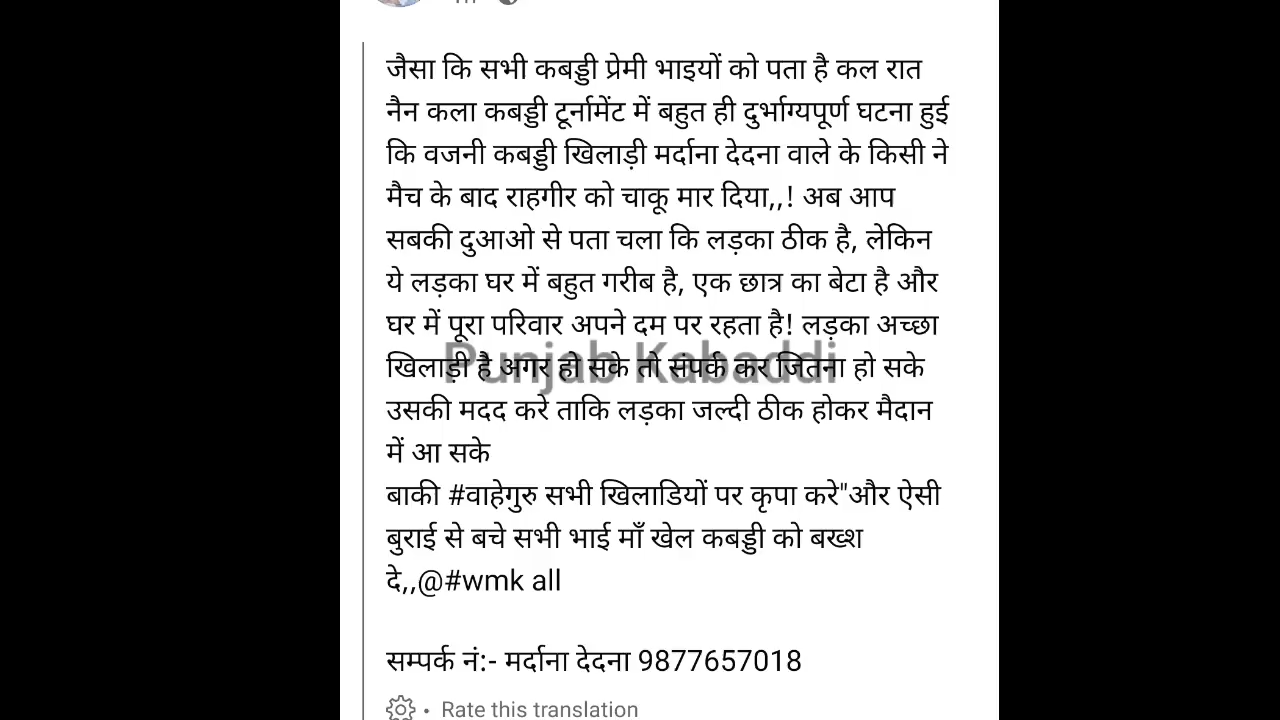 जैसा कि सभी कबड्डी प्रेमी भाइयों को पता है कल रात
नैन कला कबड्डी टूर्नामेंट में बहुत ही दुर्भाग्यपूर्ण घटना हुई
कि वजनी कबड्डी खिलाड़ी मर्दाना देदना वाले के किसी ने
मैच के बाद राहगीर को चाकू मार दिया,,! अब आप
सबकी दुआओ से पता चला कि लड़का ठीक है, लेकिन
ये लड़का घर में बहुत गरीब है, एक छात्र का बेटा है और
घर में पूरा परिवार अपने दम पर रहता है! लड़का अच्छा
खिलाड़ी है अगर हो सके तो संपर्क कर जितना हो सके
Punjab Kabaddi
उसकी मदद करे ताकि लड़का जल्दी ठीक होकर मैदान
में आ सके
बाकी #वाहेगुरु सभी खिलाडियों पर कृपा करे"और ऐसी
बुराई से बचे सभी भाई माँ खेल कबड्डी को बख्श
दे,,@#wmk all
सम्पर्क नं:- मर्दाना देदना 9877657018
Rate this translation